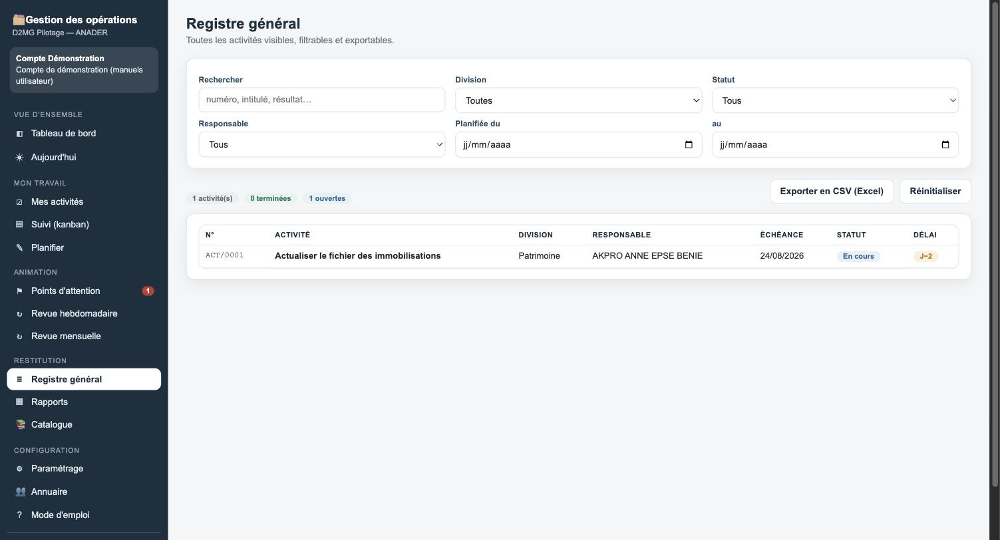 Gestion des opérations
D2MG Pilotage — ANADER
Compte Démonstration
Compte de démonstration (manuels
utilisateur)
VUE D'ENSEMBLE
Tableau de bord
Aujourd'hui
MON TRAVAIL
Mes activités
Suivi (kanban)
Planifier
ANIMATION
Points d'attention 1
Revue hebdomadaire
Revue mensuelle
RESTITUTION
Registre général
Rapports
Catalogue
CONFIGURATION
Paramétrage
Annuaire
? Mode d'emploi
Registre général
Toutes les activités visibles, filtrables et exportables.
Rechercher Division Statut
numéro, intitulé, résultat… Toutes Tous
Responsable Planifiée du au
Tous jj/mm/aaaa jj/mm/aaaa
1 activité(s) 0 terminées 1 ouvertes Exporter en CSV (Excel) Réinitialiser
N° ACTIVITÉ DIVISION RESPONSABLE ÉCHÉANCE STATUT DÉLAI
ACT/0001 Actualiser le fichier des immobilisations Patrimoine AKPRO ANNE EPSE BENIE 24/08/2026 En cours J−2